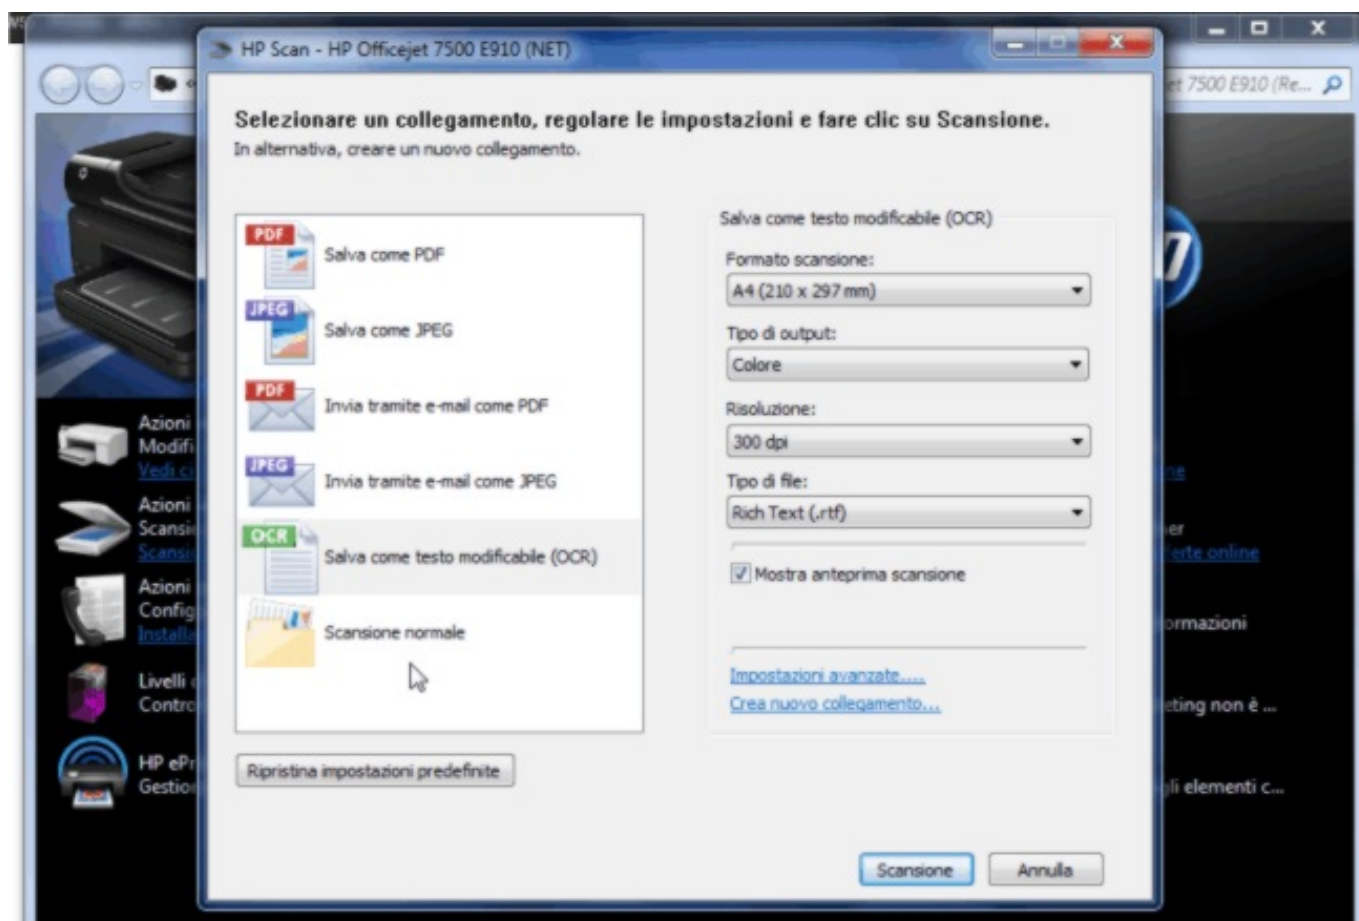 HP Scan - HP Officejet 7500 E910 (NET)
et 7500 E910 (Re...
Selezionare un collegamento, regolare le impostazioni e fare clic su Scansione.
In alternativa, creare un nuovo collegamento.
PDF
Salva come PDF
JPEG
Salva come JPEG
PDF
Invia tramite e-mail come PDF
JPEG
Invia tramite e-mail come JPEG
OCR
Salva come testo modificabile (OCR)
Scansione normale
Ripristina impostazioni predefinite
Salva come testo modificabile (OCR)
Formato scansione:
A4 (210 x 297 mm)
Tipo di output:
Colore
Risoluzione:
300 dpi
Tipo di file:
Rich Text (.rtf)
Mostra anteprima scansione
Impostazioni avanzate....
Crea nuovo collegamento...
Scansione
Annulla
Azioni
Modifi
Vedi ci
Azioni
Scansi
Scansi
Azioni
Config
Installa
Livelli
Contro
HP ePr
Gestio
ne
er
erte online
ormazioni
eting non è ...
gli elementi c...